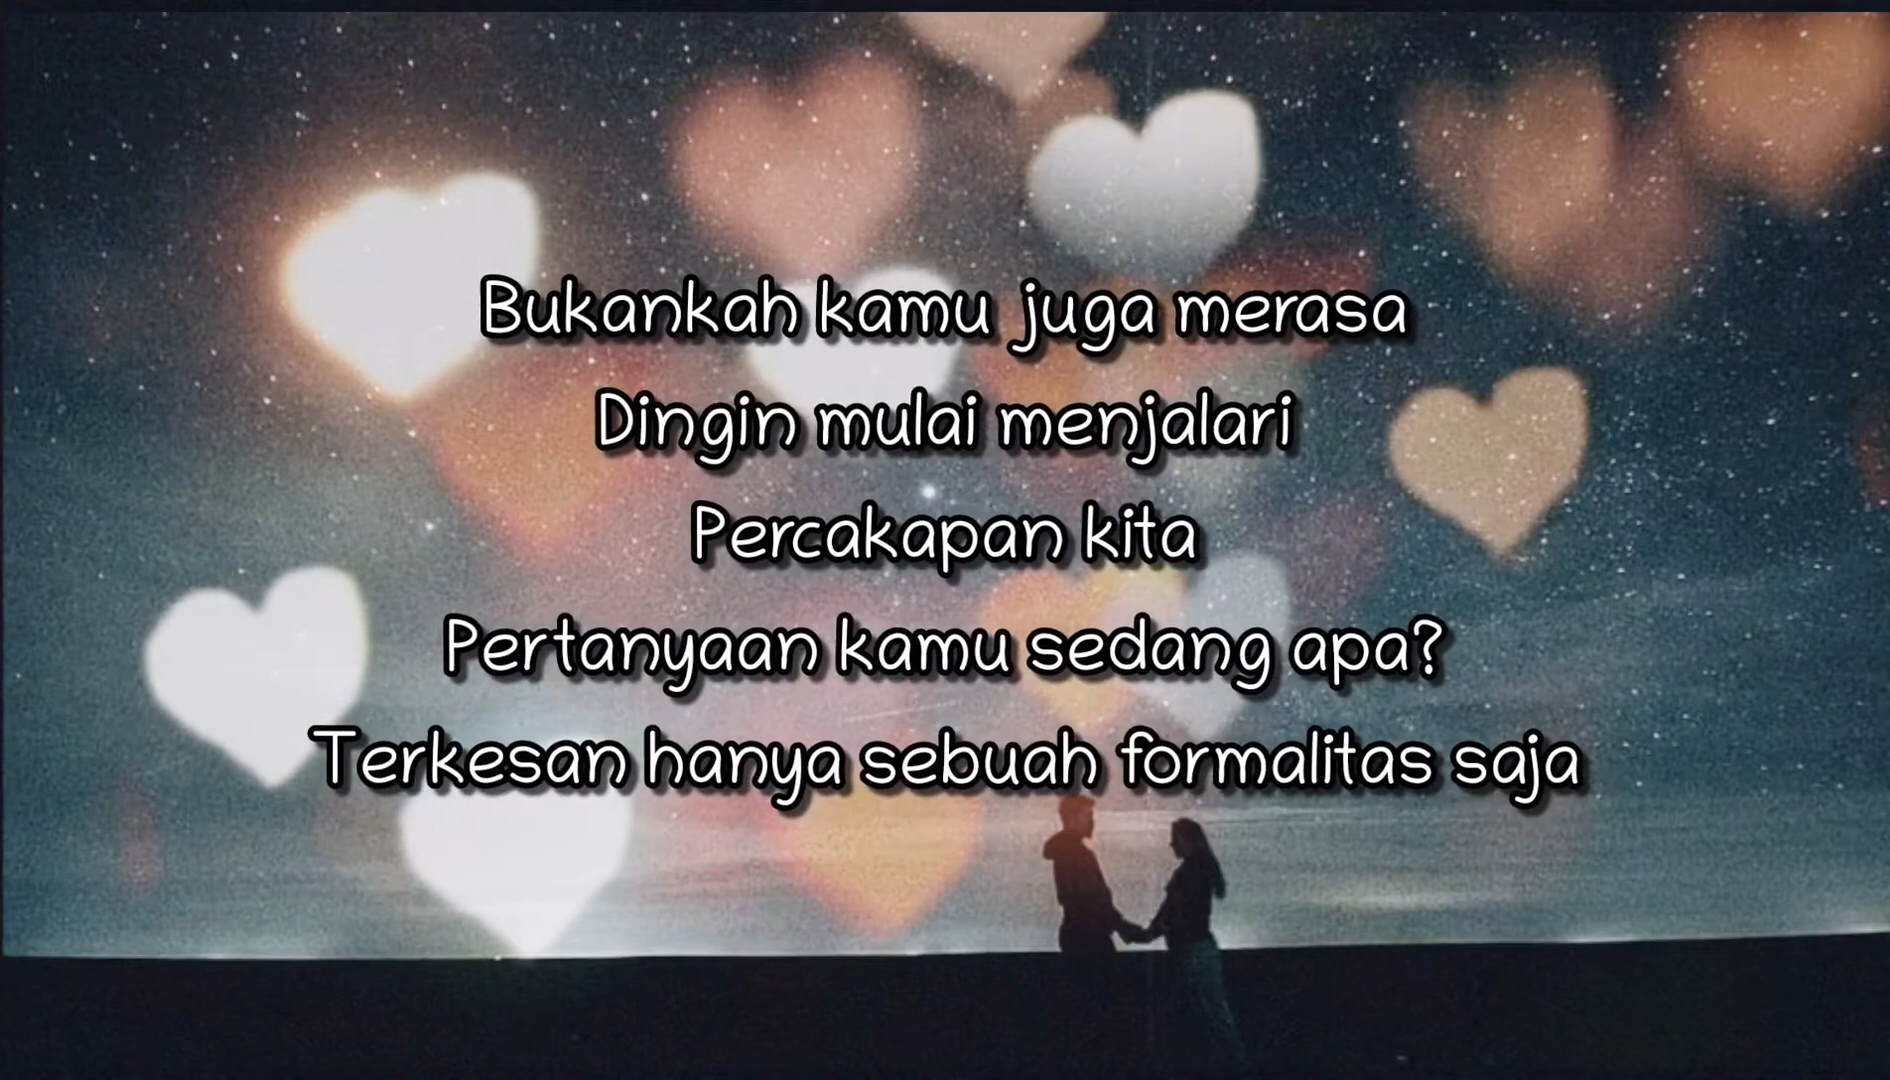 Bukankah kamu juga merasa
Dingin mulai menjalari
Percakapan kita
Pertanyaan kamu sedang apa?
Terkesan hanya sebuah formalitas saja